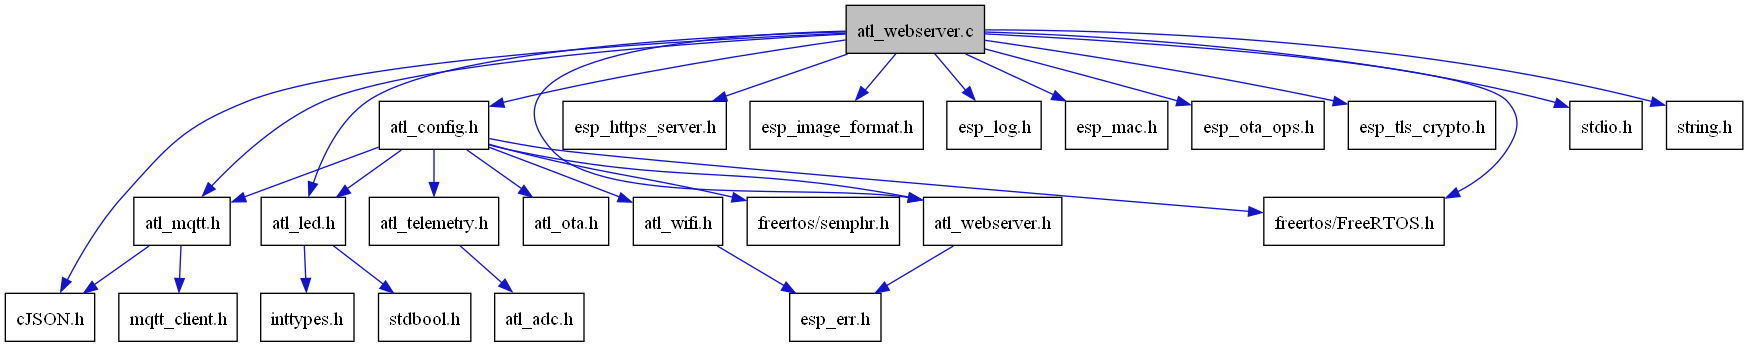 atl_webserver.c
atl_config.h
esp_https_server.h
esp_image_format.h
esp_log.h
esp_mac.h
esp_ota_ops.h
esp_tls_crypto.h
stdio.h
string.h
atl_mqtt.h
atl_led.h
atl_telemetry.h
atl_ota.h
atl_wifi.h
freertos/semphr.h
atl_webserver.h
freertos/FreeRTOS.h
cJSON.h
mqtt_client.h
inttypes.h
stdbool.h
atl_adc.h
esp_err.h